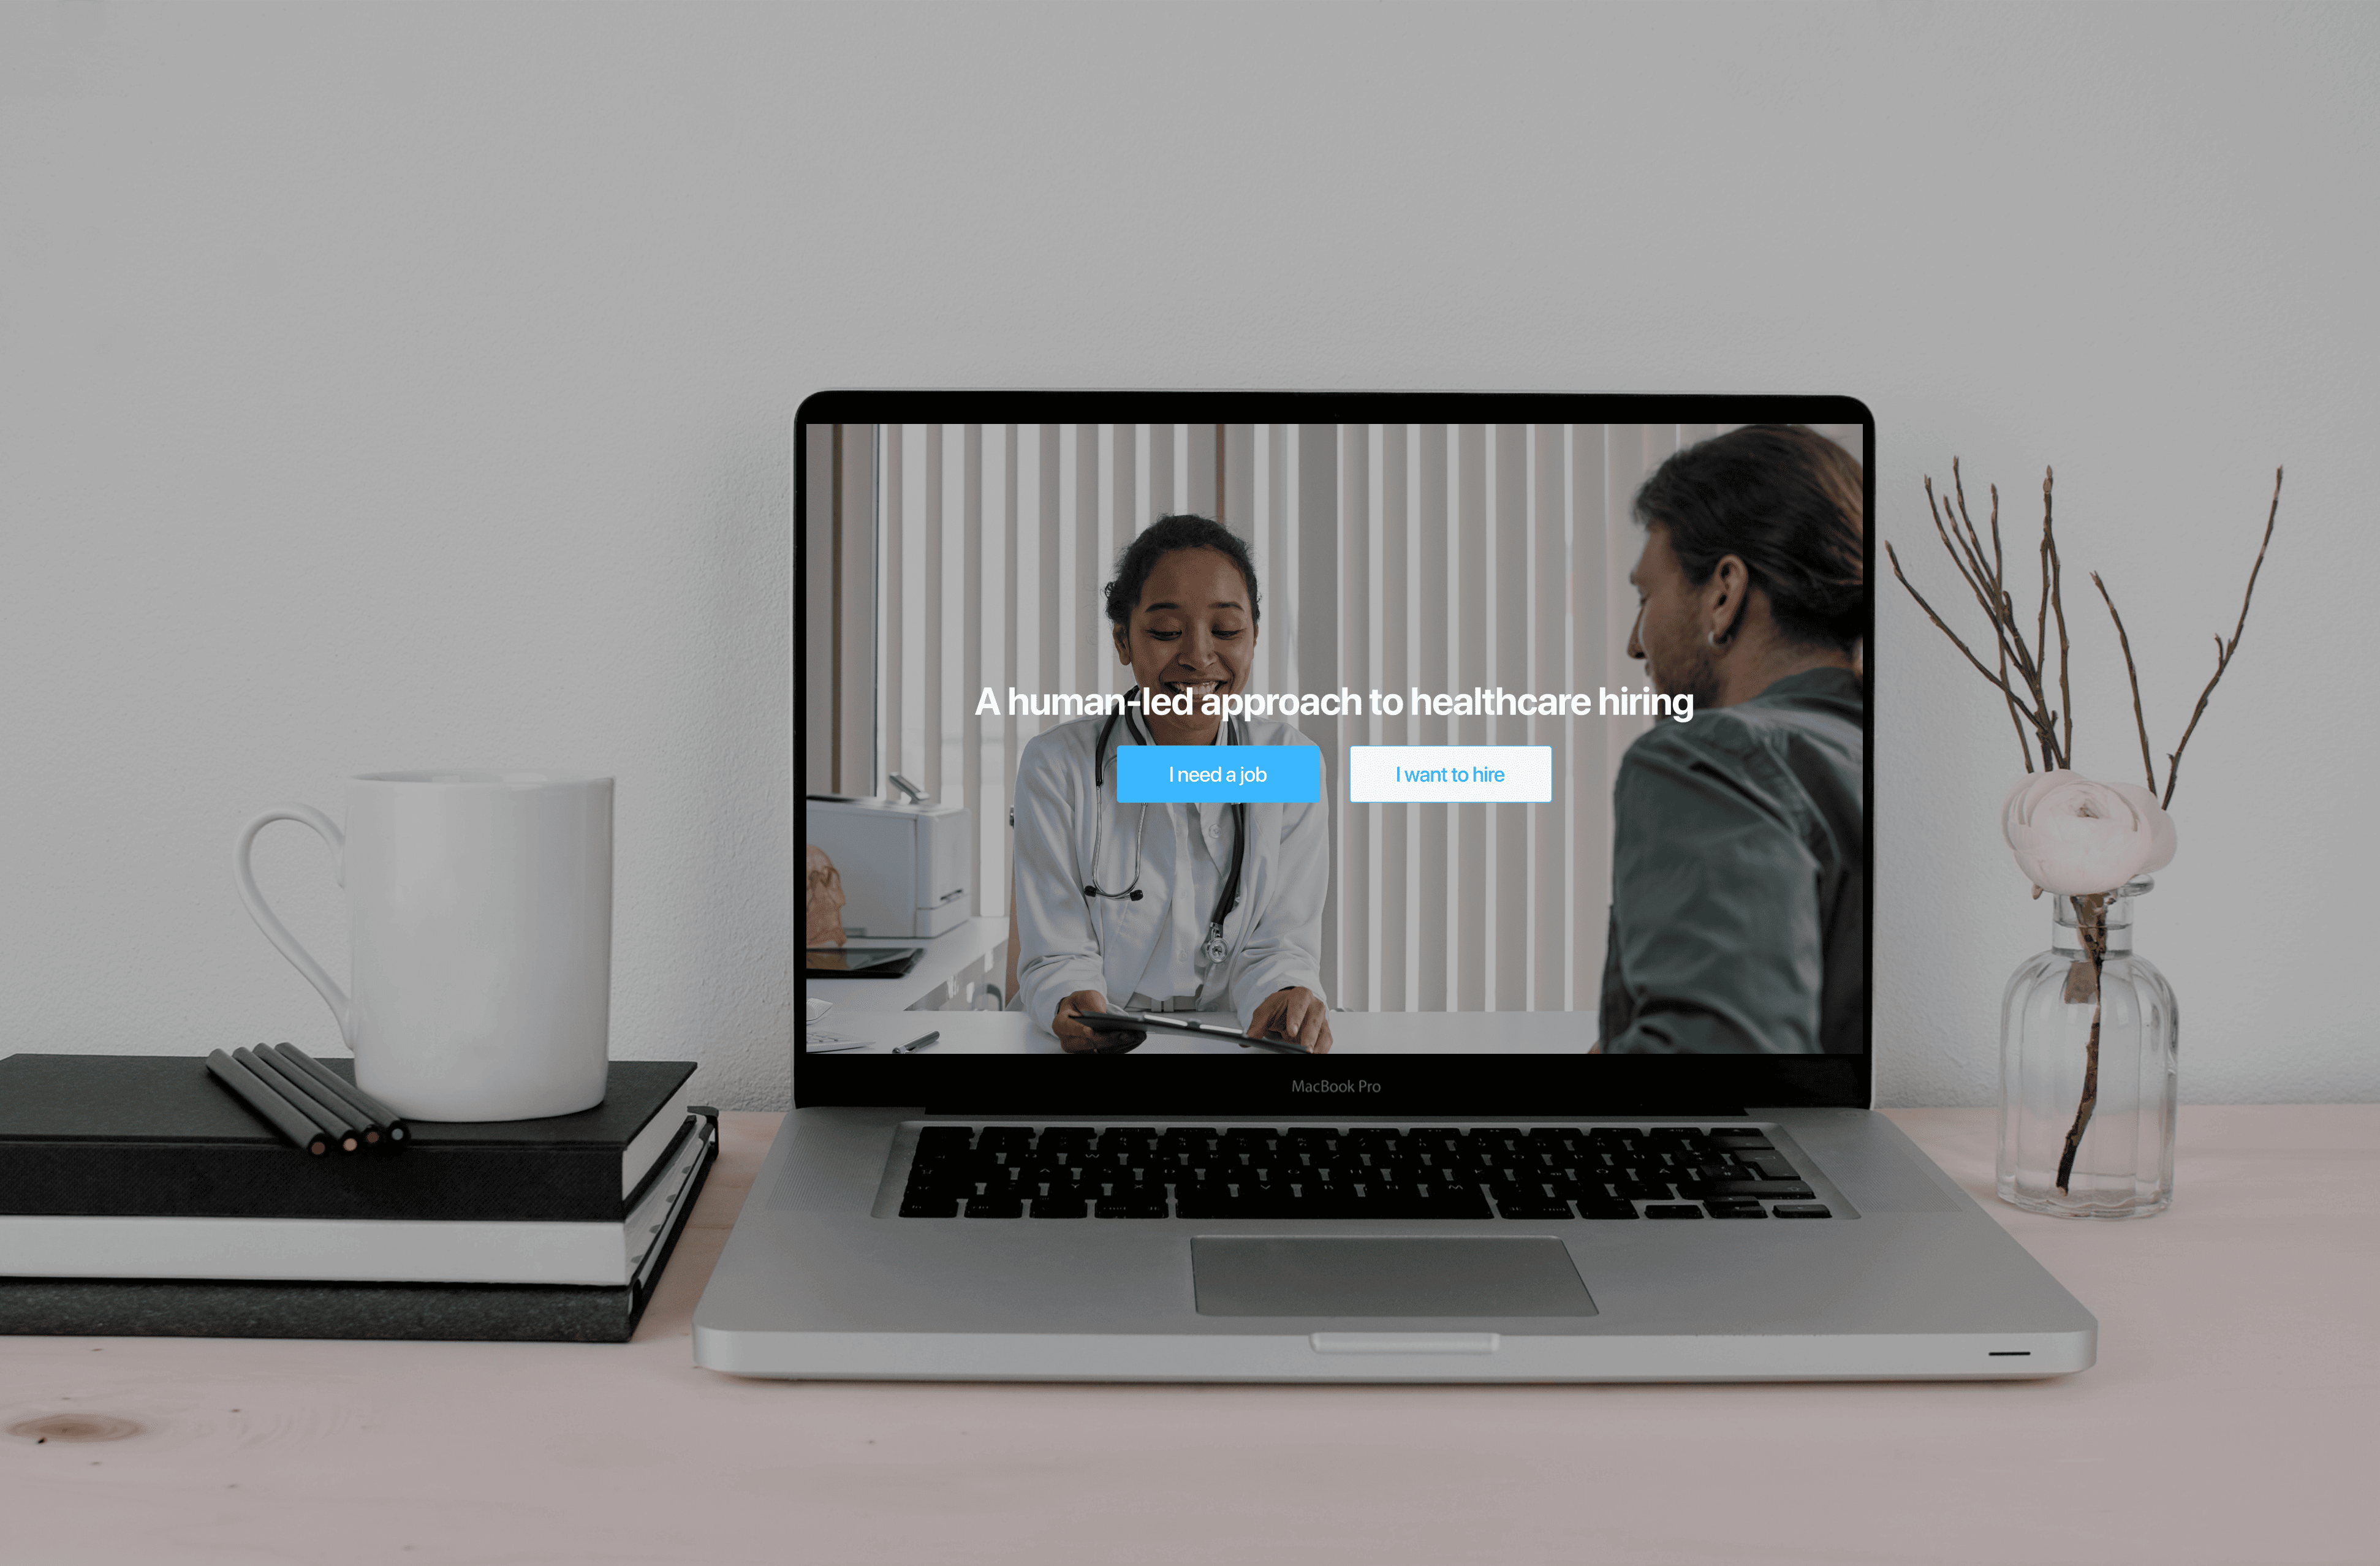 A human-led approach to healthcare hiring
I need a job
I want to hire
MacBook Pro